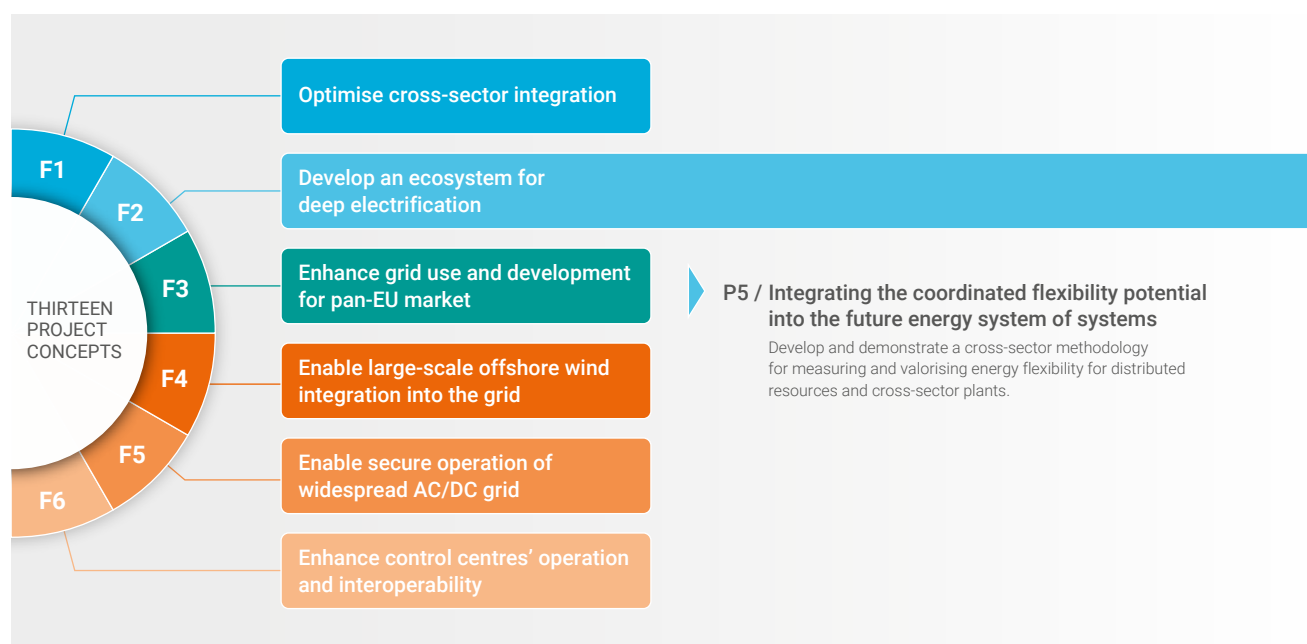 THIRTEEN
PROJECT
CONCEPTS
F1
Optimise cross-sector integration
F2
Develop an ecosystem for
deep electrification
F3
Enhance grid use and development
for pan-EU market
F4
Enable large-scale offshore wind
integration into the grid
F5
Enable secure operation of
widespread AC/DC grid
F6
Enhance control centres’ operation
and interoperability
P5 / Integrating the coordinated flexibility potential
into the future energy system of systems
Develop and demonstrate a cross-sector methodology
for measuring and valorising energy flexibility for distributed
resources and cross-sector plants.